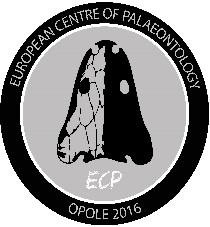 EUROPEAN CENTRE OF PALAEONTOLOGY
ECP
OPOLE 2016